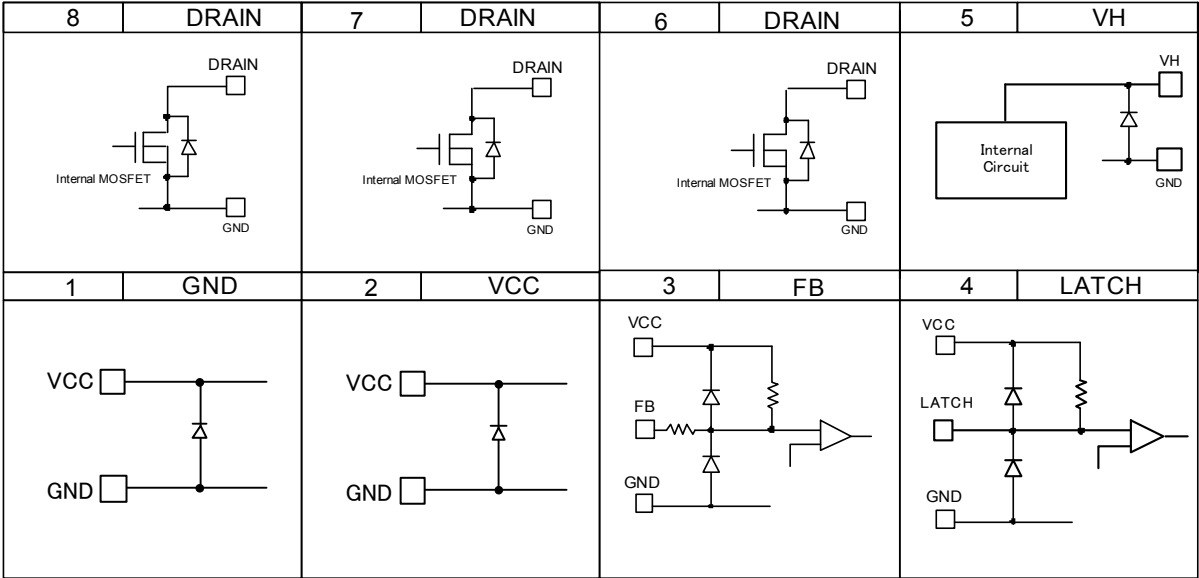 8 DRAIN
DRAIN
Internal MOSFET
GND
7 DRAIN
DRAIN
Internal MOSFET
GND
6 DRAIN
DRAIN
Internal MOSFET
GND
5 VH
VH
Internal
Circuit
GND
1 GND
VCC
GND
2 VCC
VCC
GND
3 FB
VCC
FB
GND
4 LATCH
VCC
LATCH
GND